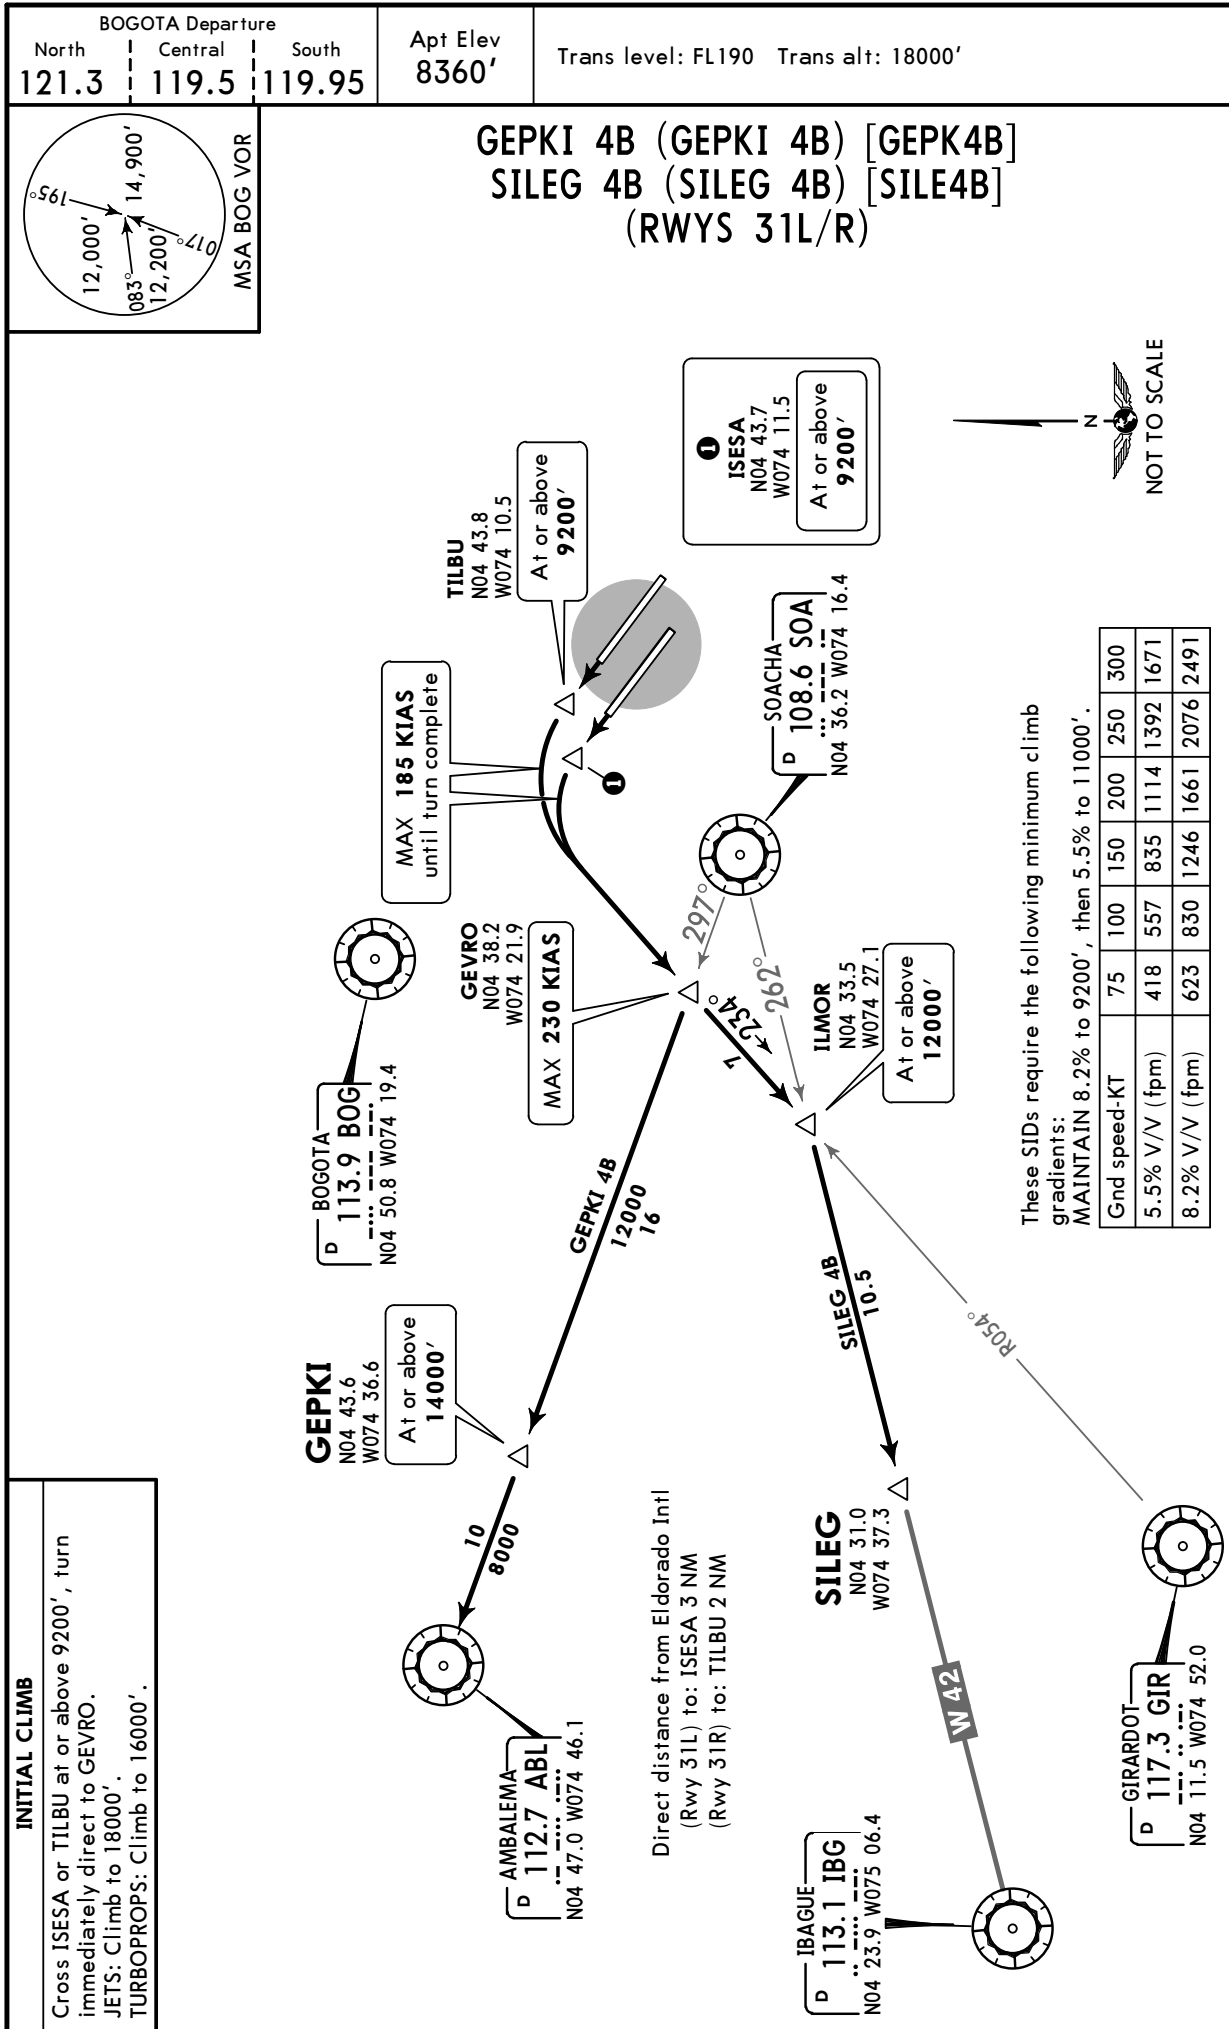 BOGOTA Departure
North Central South
121.3 119.5 119.95
Apt Elev
8360'
Trans level: FL190 Trans alt: 18000'
MSA BOG VOR
195°
14,900'
12,000'
017°
083°
12,200'
GEPKI 4B (GEPKI 4B) [GEPK4B]
SILEG 4B (SILEG 4B) [SILE4B]
(RWYS 31L/R)
1
ISESA
N04 43.7
W074 11.5
At or above
9200'
N
NOT TO SCALE
TILBU
N04 43.8
W074 10.5
At or above
9200'
MAX 185 KIAS
until turn complete
1
SOACHA
D 108.6 SOA
N04 36.2 W074 16.4
GEVRO
N04 38.2
W074 21.9
MAX 230 KIAS
297°
262°
234°
7
ILMOR
N04 33.5
W074 27.1
At or above
12000'
BOGOTA
D 113.9 BOG
N04 50.8 W074 19.4
GEPKI 4B
12000
16
GEPKI
N04 43.6
W074 36.6
At or above
14000'
10
8000
SILEG 4B
10.5
R054°
SILEG
N04 31.0
W074 37.3
W 42
AMBALEMA
D 112.7 ABL
N04 47.0 W074 46.1
Direct distance from Eldorado Intl
(Rwy 31L) to: ISESA 3 NM
(Rwy 31R) to: TILBU 2 NM
IBAGUE
D 113.1 IBG
N04 23.9 W075 06.4
GIRARDOT
D 117.3 GIR
N04 11.5 W074 52.0
These SIDs require the following minimum climb
gradients:
MAINTAIN 8.2% to 9200', then 5.5% to 11000'.
Gnd speed-KT 75 100 150 200 250 300
5.5% V/V (fpm) 418 557 835 1114 1392 1671
8.2% V/V (fpm) 623 830 1246 1661 2076 2491
INITIAL CLIMB
Cross ISESA or TILBU at or above 9200', turn
immediately direct to GEVRO.
JETS: Climb to 18000'.
TURBOPROPS: Climb to 16000'.